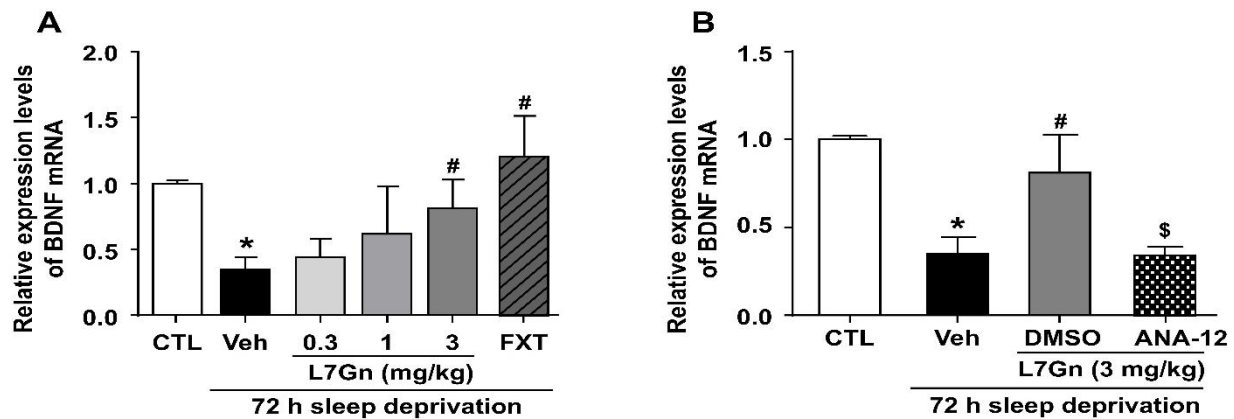 A
Relative expression levels
of BDNF mRNA
2.0
1.5
1.0
0.5
0.0
*
#
#
CTL Veh 0.3 1 3 FXT
L7Gn (mg/kg)
72 h sleep deprivation
B
Relative expression levels
of BDNF mRNA
1.5
1.0
0.5
0.0
*
#
$
CTL Veh DMSO ANA-12
L7Gn (3 mg/kg)
72 h sleep deprivation